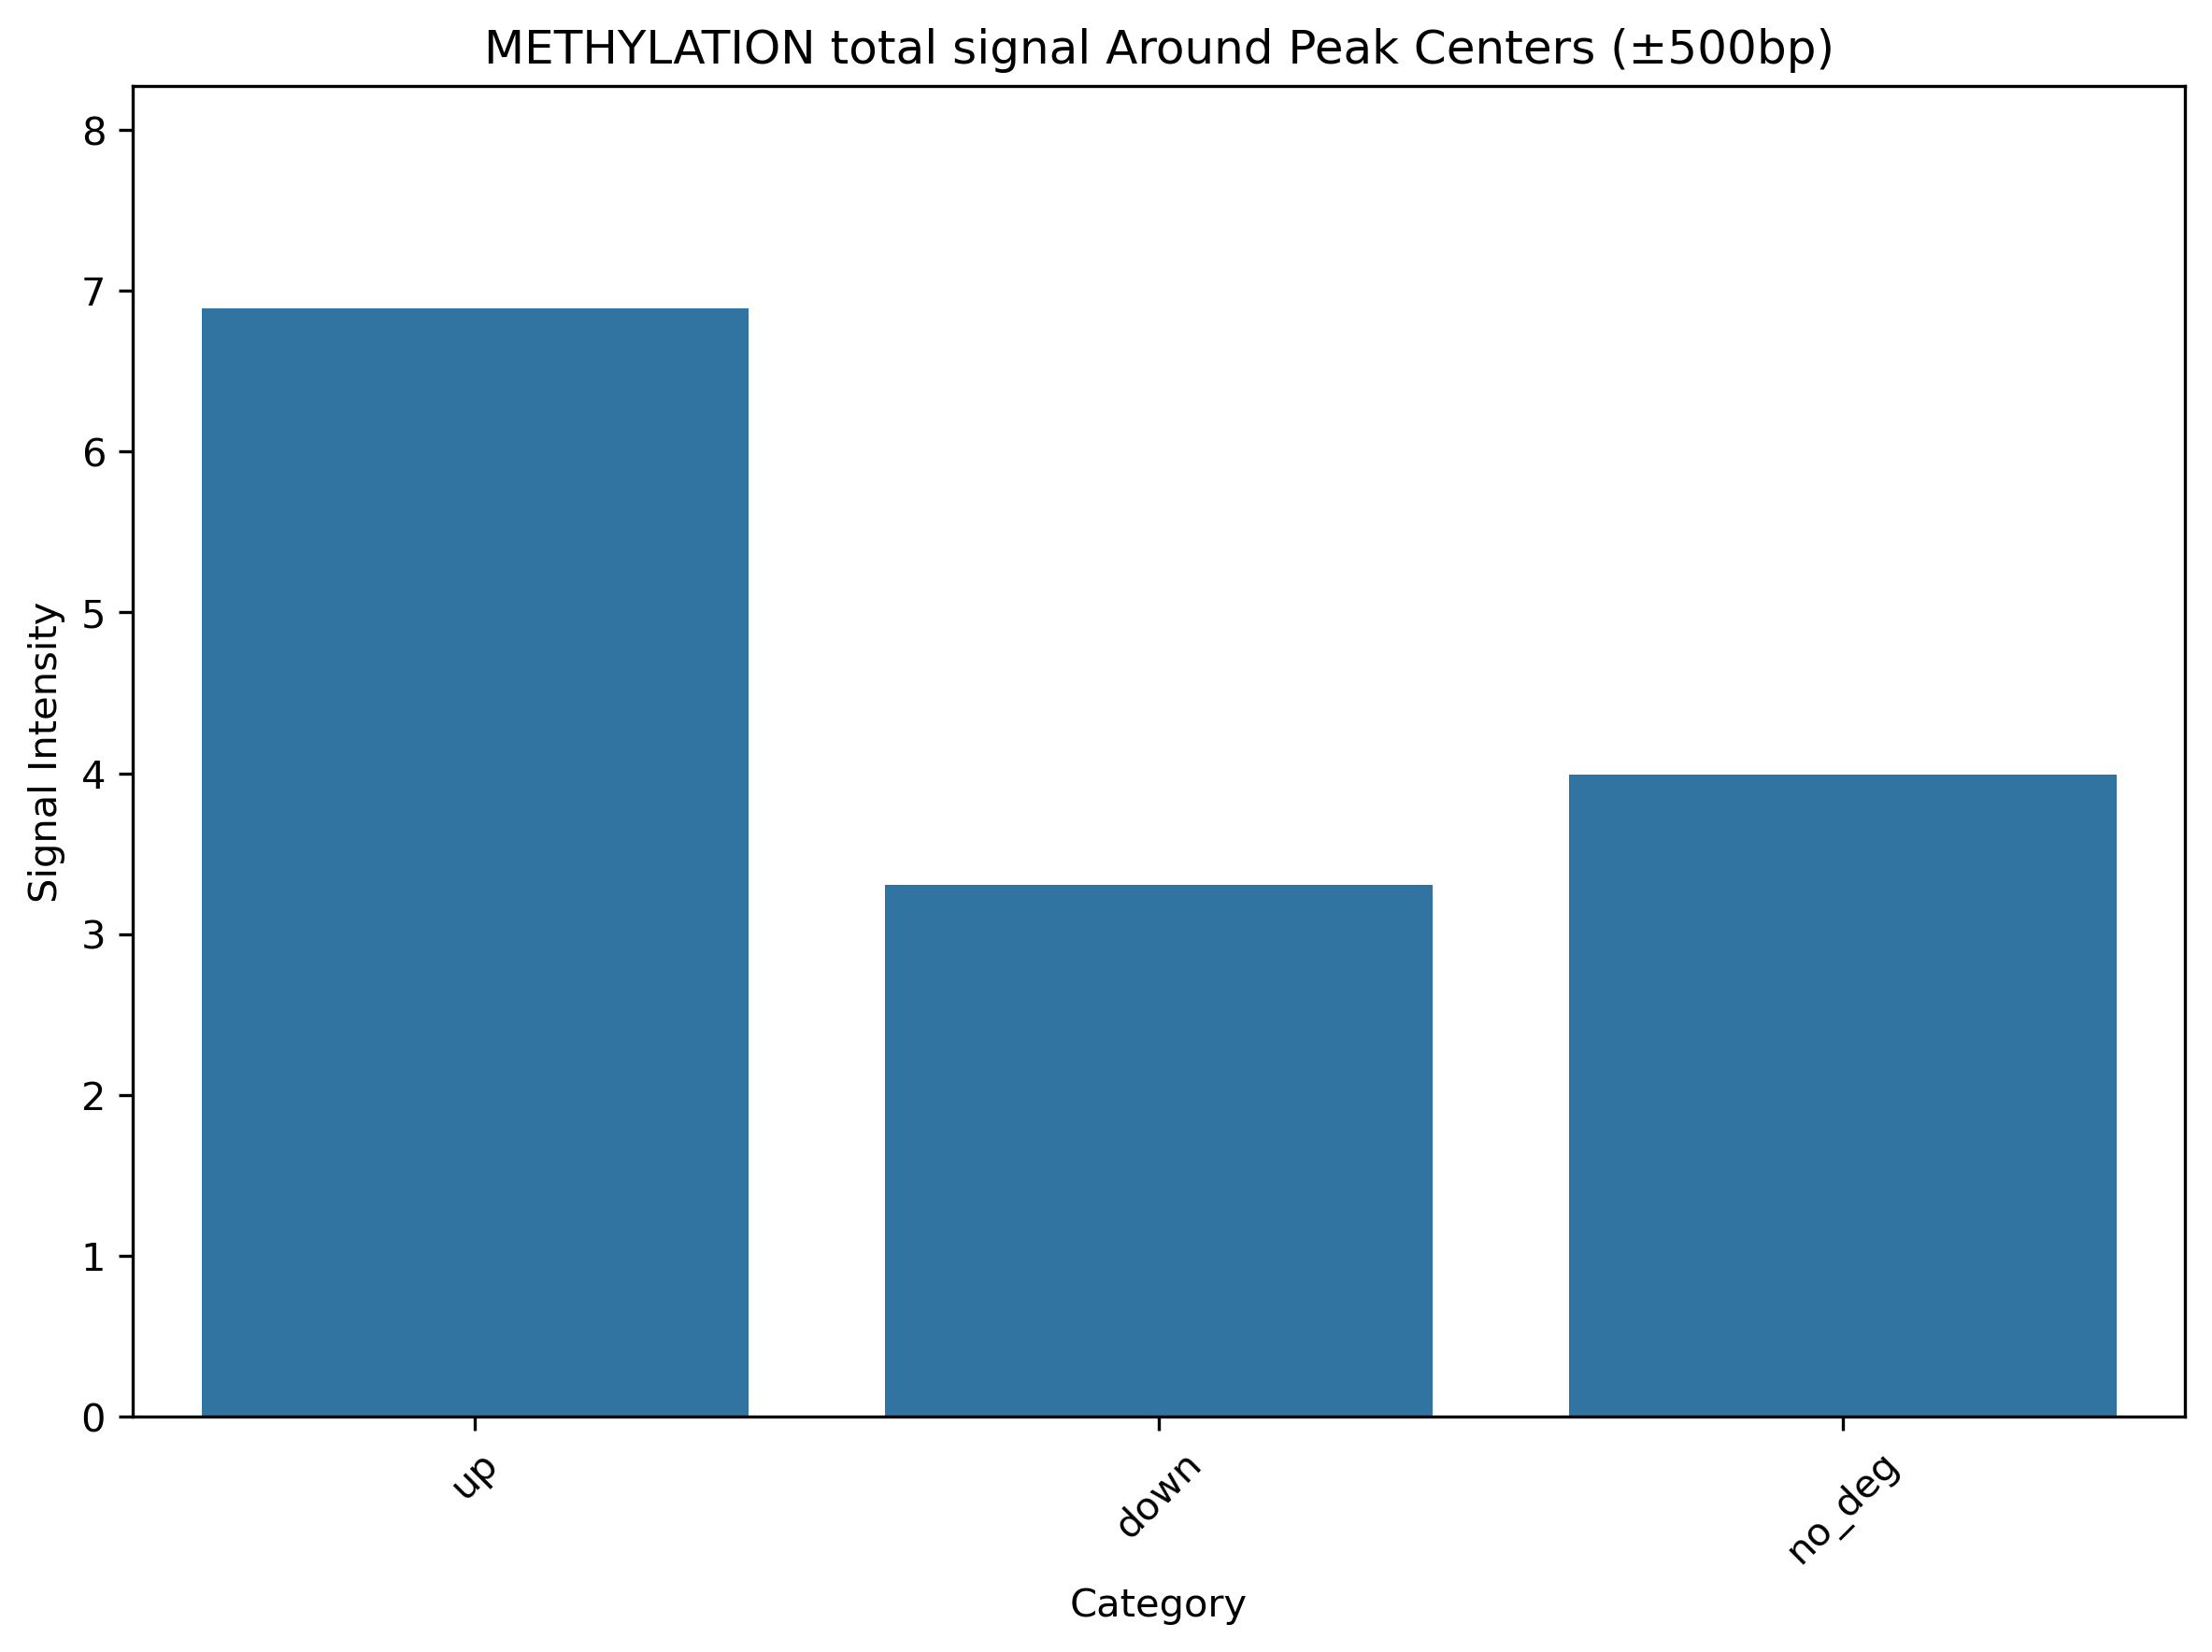 METHYLATION total signal Around Peak Centers (±500bp)
8
7
6
5
4
3
2
1
0
Signal Intensity
up
down
no_deg
Category